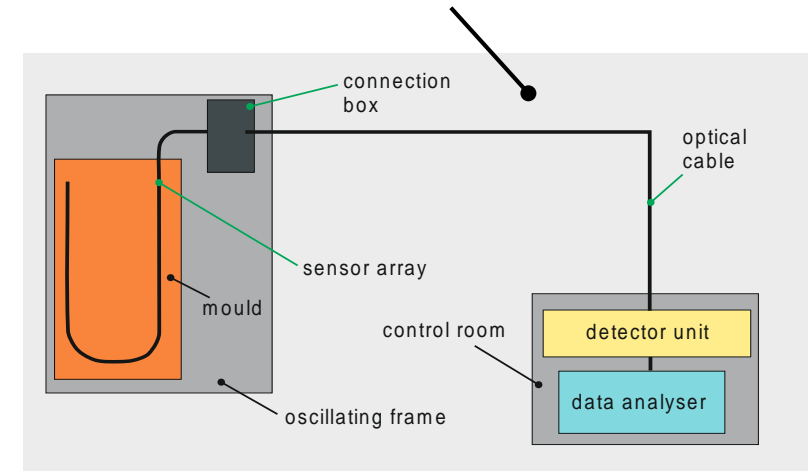 connection
box
optical
cable
sensor array
mould
control room
detector unit
data analyser
oscillating frame